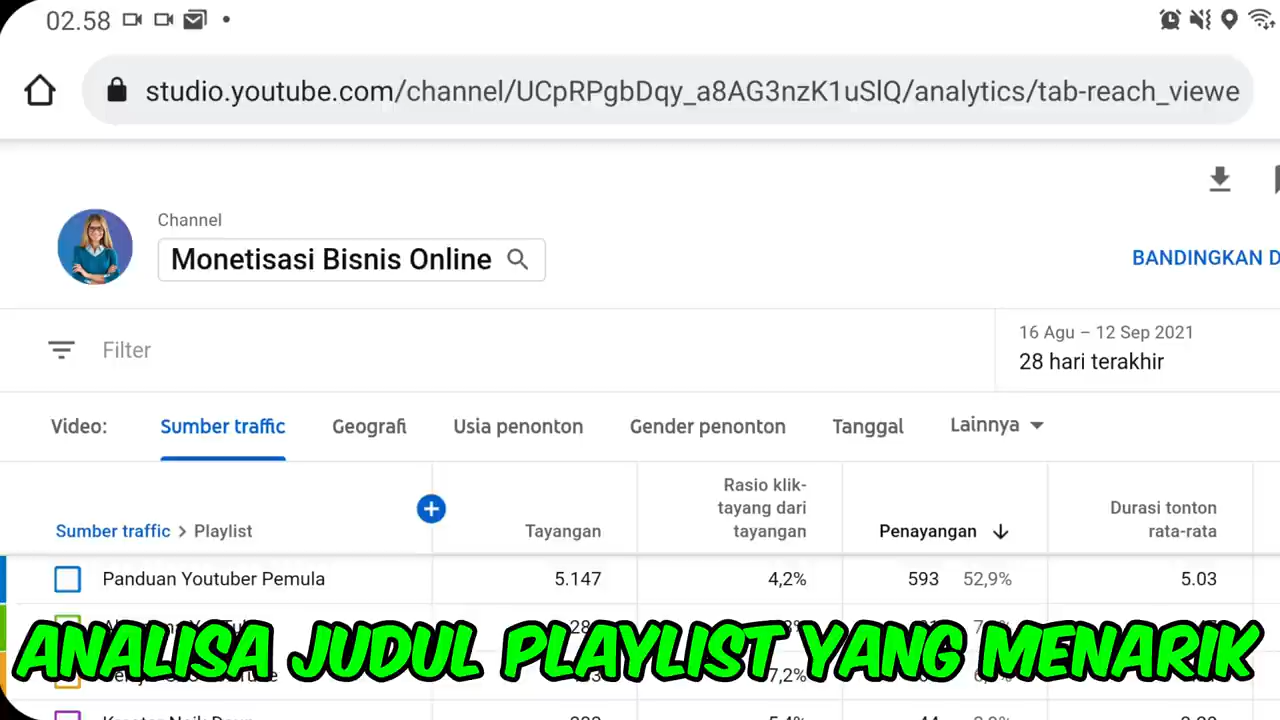 02.58
studio.youtube.com/channel/UCpRPgbDqy_a8AG3nzK1uSlQ/analytics/tab-reach_viewe
Channel
Monetisasi Bisnis Online
BANDINGKAN D
Filter
16 Agu – 12 Sep 2021
28 hari terakhir
Video: Sumber traffic Geografi Usia penonton Gender penonton Tanggal Lainnya
Sumber traffic > Playlist
Tayangan
Rasio klik-
tayang dari
tayangan
Penayangan
Durasi tonton
rata-rata
Panduan Youtuber Pemula 5.147 4,2% 593 52,9% 5.03
ANALISA JUDUL PLAYLIST YANG MENARIK
7,2%